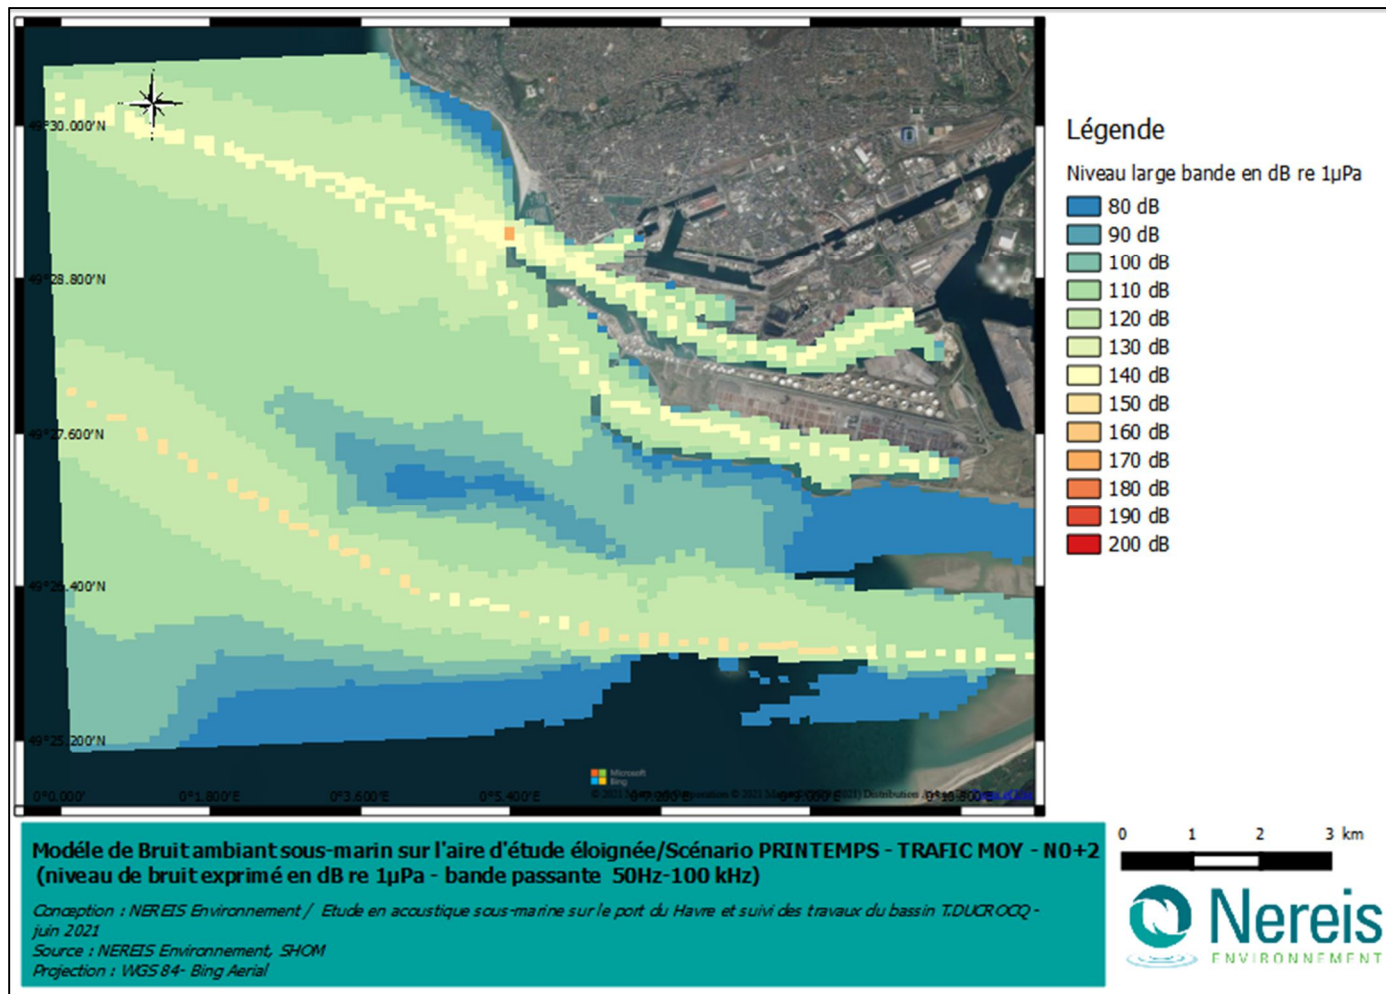 49°30.000'N
49°28.800'N
49°27.600'N
49°26.400'N
49°25.200'N
0°0.000'
0°1.800'E
0°3.600'E
0°5.400'E
Microsoft
Bing
Légende
Niveau large bande en dB re 1µPa
80 dB
90 dB
100 dB
110 dB
120 dB
130 dB
140 dB
150 dB
160 dB
170 dB
180 dB
190 dB
200 dB
Modéle de Bruit ambiant sous-marin sur l'aire d'étude éloignée/Scénario PRINTEMPS - TRAFIC MOY - N0+2
(niveau de bruit exprimé en dB re 1µPa - bande passante 50Hz-100 kHz)
Conception : NEREIS Environnement / Etude en acoustique sous-marine sur le port du Havre et suivi des travaux du bassin T.DUCROCQ -
juin 2021
Source : NEREIS Environnement, SHOM
Projection : WGS 84- Bing Aerial
0 1 2 3 km
Nereis
ENVIRONNEMENT